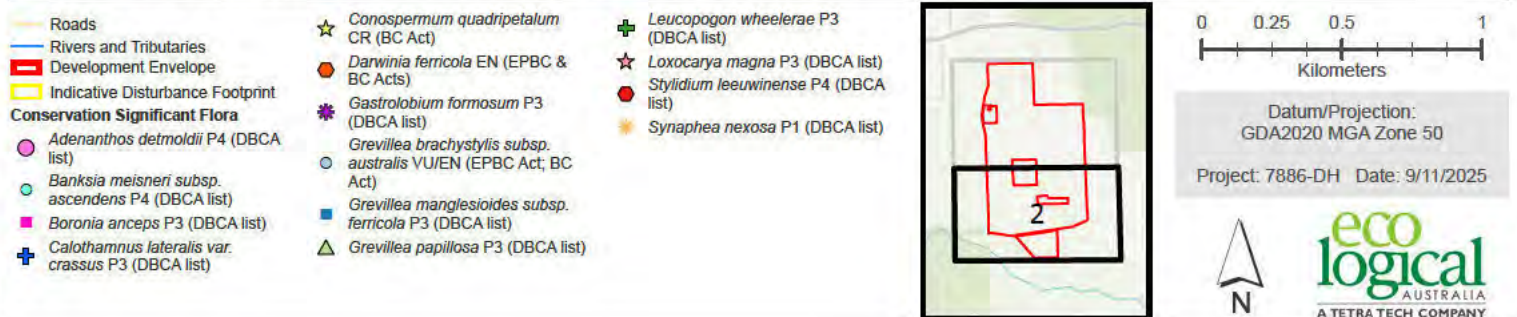 Roads
Rivers and Tributaries
Development Envelope
Indicative Disturbance Footprint
Conservation Significant Flora
Adenanthos detmoldii P4 (DBCA
list)
Banksia meisneri subsp.
ascendens P4 (DBCA list)
Boronia anceps P3 (DBCA list)
Calothamnus lateralis var.
crassus P3 (DBCA list)
Conospermum quadripetalum
CR (BC Act)
Darwinia ferricola EN (EPBC &
BC Acts)
Gastrolobium formosum P3
(DBCA list)
Grevillea brachystylis subsp.
australis VU/EN (EPBC Act; BC
Act)
Grevillea manglesioides subsp.
ferricola P3 (DBCA list)
Grevillea papillosa P3 (DBCA list)
Leucopogon wheelerae P3
(DBCA list)
Loxocarya magna P3 (DBCA list)
Stylidium leeuwinense P4 (DBCA
list)
Synaphea nexosa P1 (DBCA list)
2
0 0.25 0.5 1
Kilometers
Datum/Projection:
GDA2020 MGA Zone 50
Project: 7886-DH Date: 9/11/2025
N
eco
logical
AUSTRALIA
A TETRA TECH COMPANY